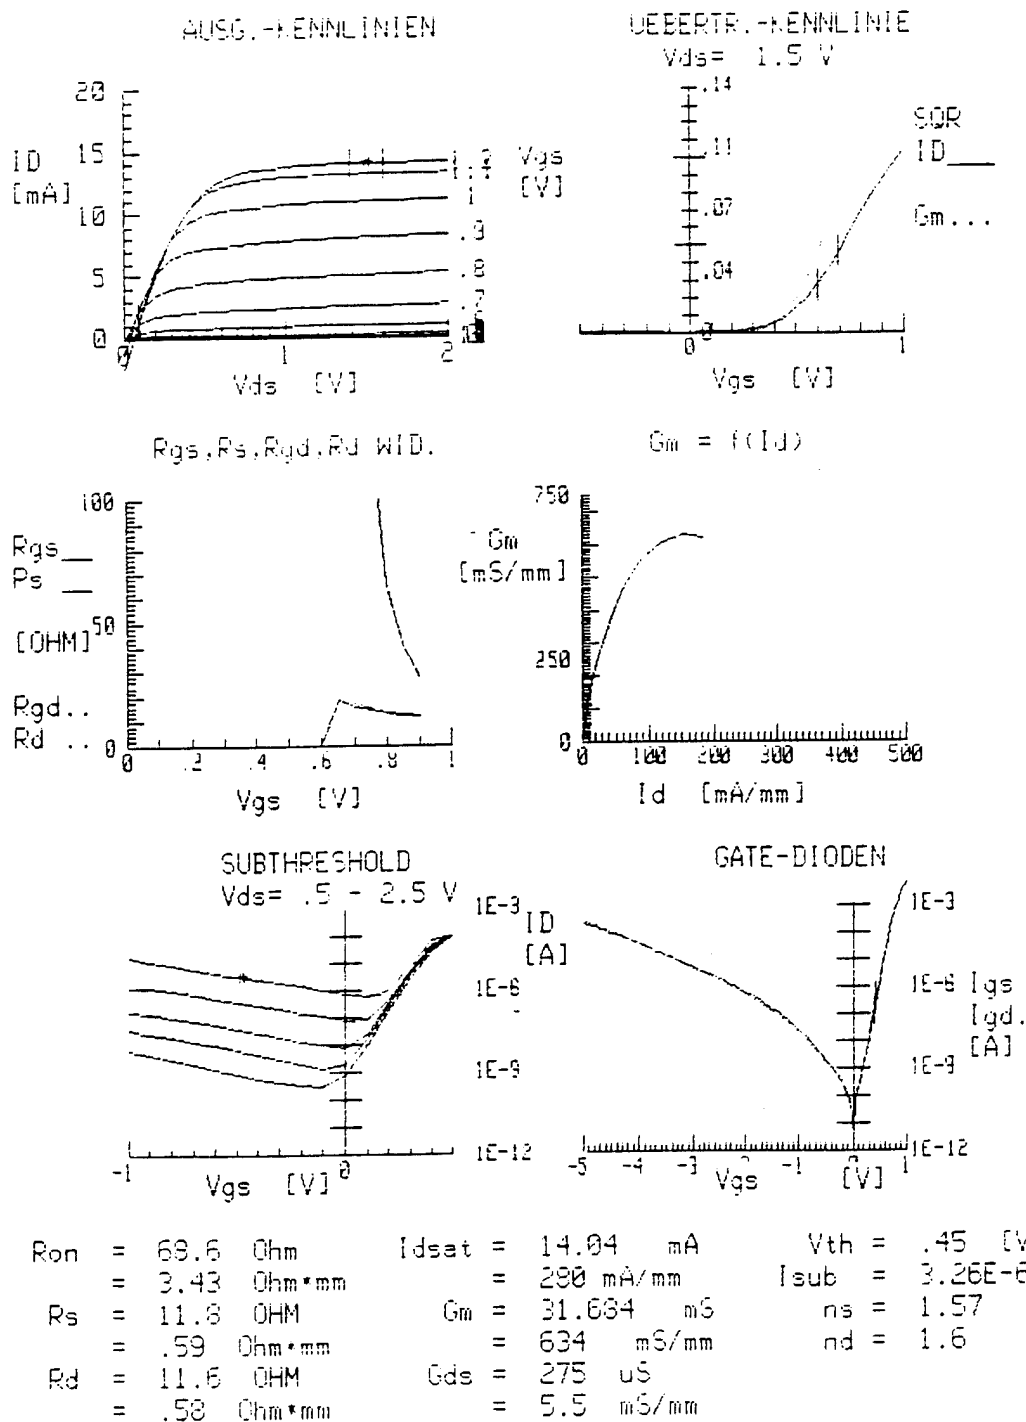 AUSG.-KENNLINIEN
20
ID
[mA]
15
10
5
0
1
.9
.8
.7
Vgs
[V]
0
1
2
Vds [V]
UEBERTR.-KENNLINIE
Vds= 1.5 V
.14
.11
.07
.04
SQR
ID___
Gm...
0
1
Vgs [V]
Rgs,Rs,Rgd,Rd WID.
100
Rgs__
Rs __
[OHM]
50
Rgd..
Rd ..
0
0
.2
.4
.6
.8
1
Vgs [V]
Gm = f(Id)
750
Gm
[mS/mm]
250
0
0
100
200
300
400
500
Id [mA/mm]
SUBTHRESHOLD
Vds= .5 - 2.5 V
1E-3
ID
[A]
1E-6
1E-9
1E-12
-1
0
Vgs [V]
GATE-DIODEN
1E-3
1E-6
Igs
Igd.
[A]
1E-9
1E-12
-5
-4
-3
-1
0
1
Vgs [V]
Ron = 68.6 Ohm
= 3.43 Ohm*mm
Rs = 11.8 OHM
= .59 Ohm*mm
Rd = 11.6 OHM
= .58 Ohm*mm
Idsat = 14.04 mA
= 280 mA/mm
Gm = 31.684 mS
= 634 mS/mm
Gds = 275 uS
= 5.5 mS/mm
Vth = .45 [V
Isub = 3.26E-6
ns = 1.57
nd = 1.6